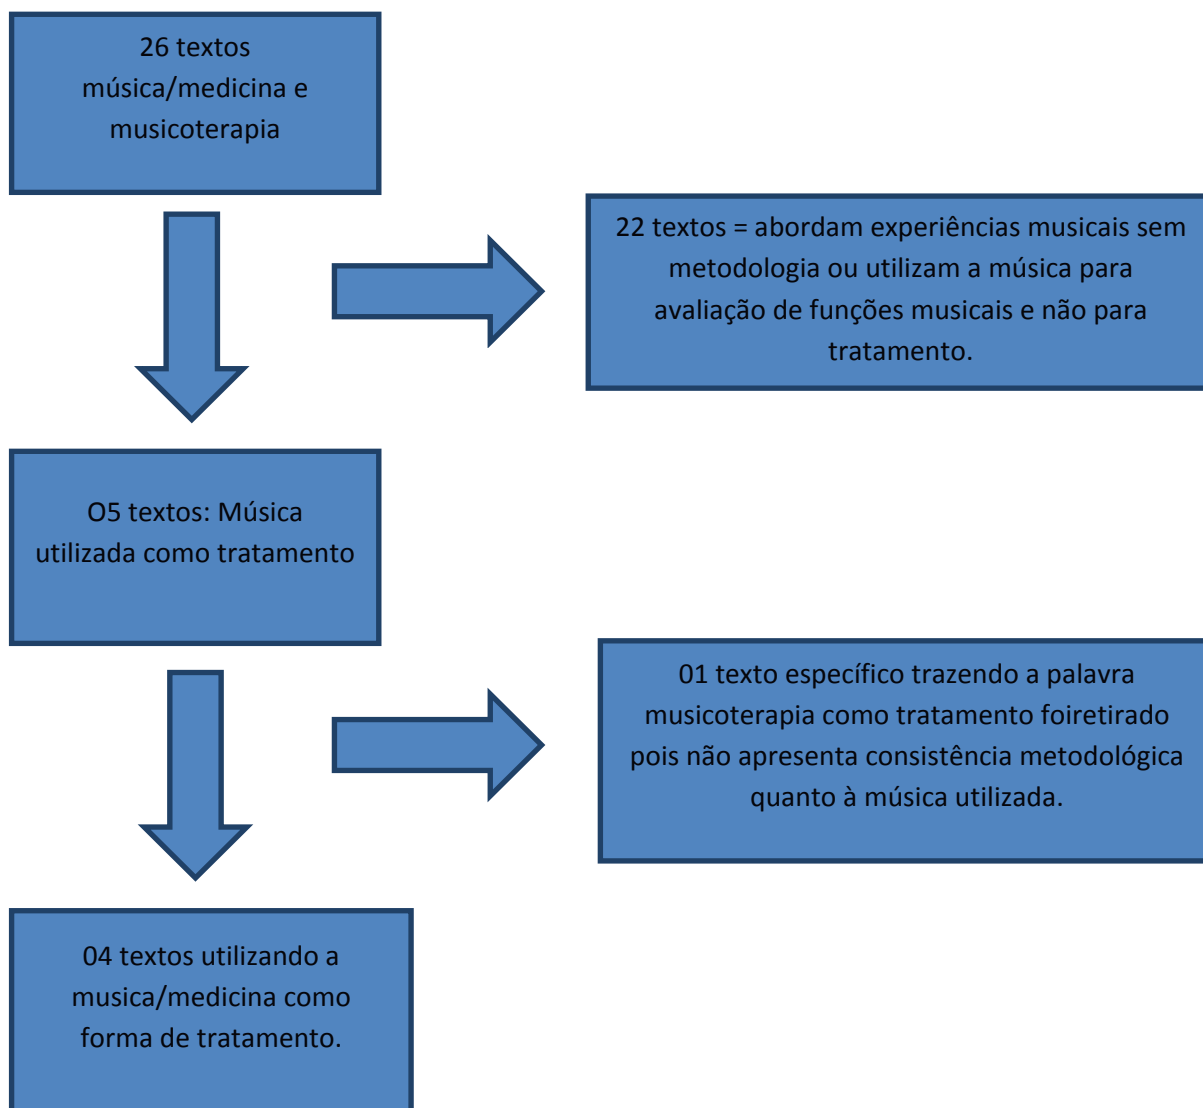 26 textos
música/medicina e
musicoterapia
22 textos = abordam experiências musicais sem
metodologia ou utilizam a música para
avaliação de funções musicais e não para
tratamento.
O5 textos: Música
utilizada como tratamento
01 texto específico trazendo a palavra
musicoterapia como tratamento foiretirado
pois não apresenta consistência metodológica
quanto à música utilizada.
04 textos utilizando a
musica/medicina como
forma de tratamento.